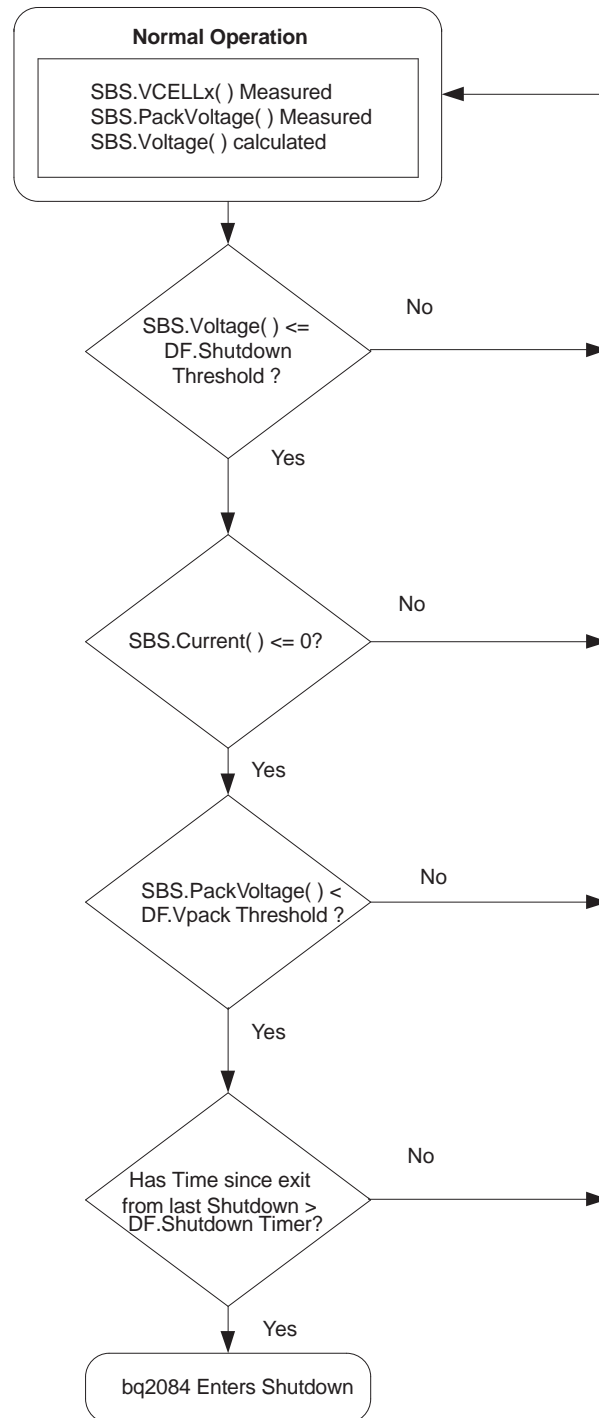 Normal Operation
SBS.VCELLx( ) Measured
SBS.PackVoltage( ) Measured
SBS.Voltage( ) calculated
SBS.Voltage( ) <=
DF.Shutdown
Threshold ?
No
Yes
SBS.Current( ) <= 0?
No
Yes
SBS.PackVoltage( ) <
DF.Vpack Threshold ?
No
Yes
Has Time since exit
from last Shutdown >
DF.Shutdown Timer?
No
Yes
bq2084 Enters Shutdown